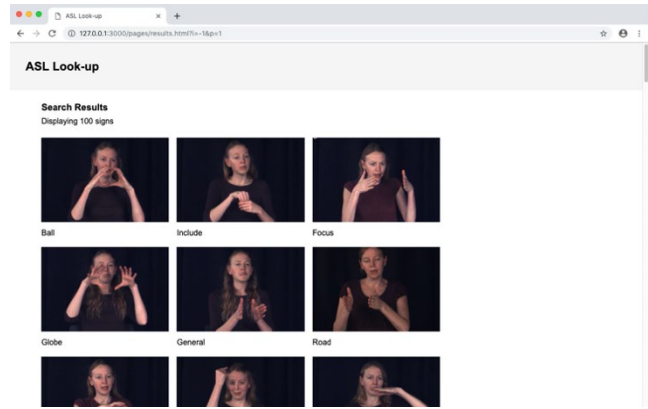 ASL Look-up
127.0.0.1:3000/pages/results.html?i=-1&p=1
ASL Look-up
Search Results
Displaying 100 signs
Ball Include Focus
Globe General Road